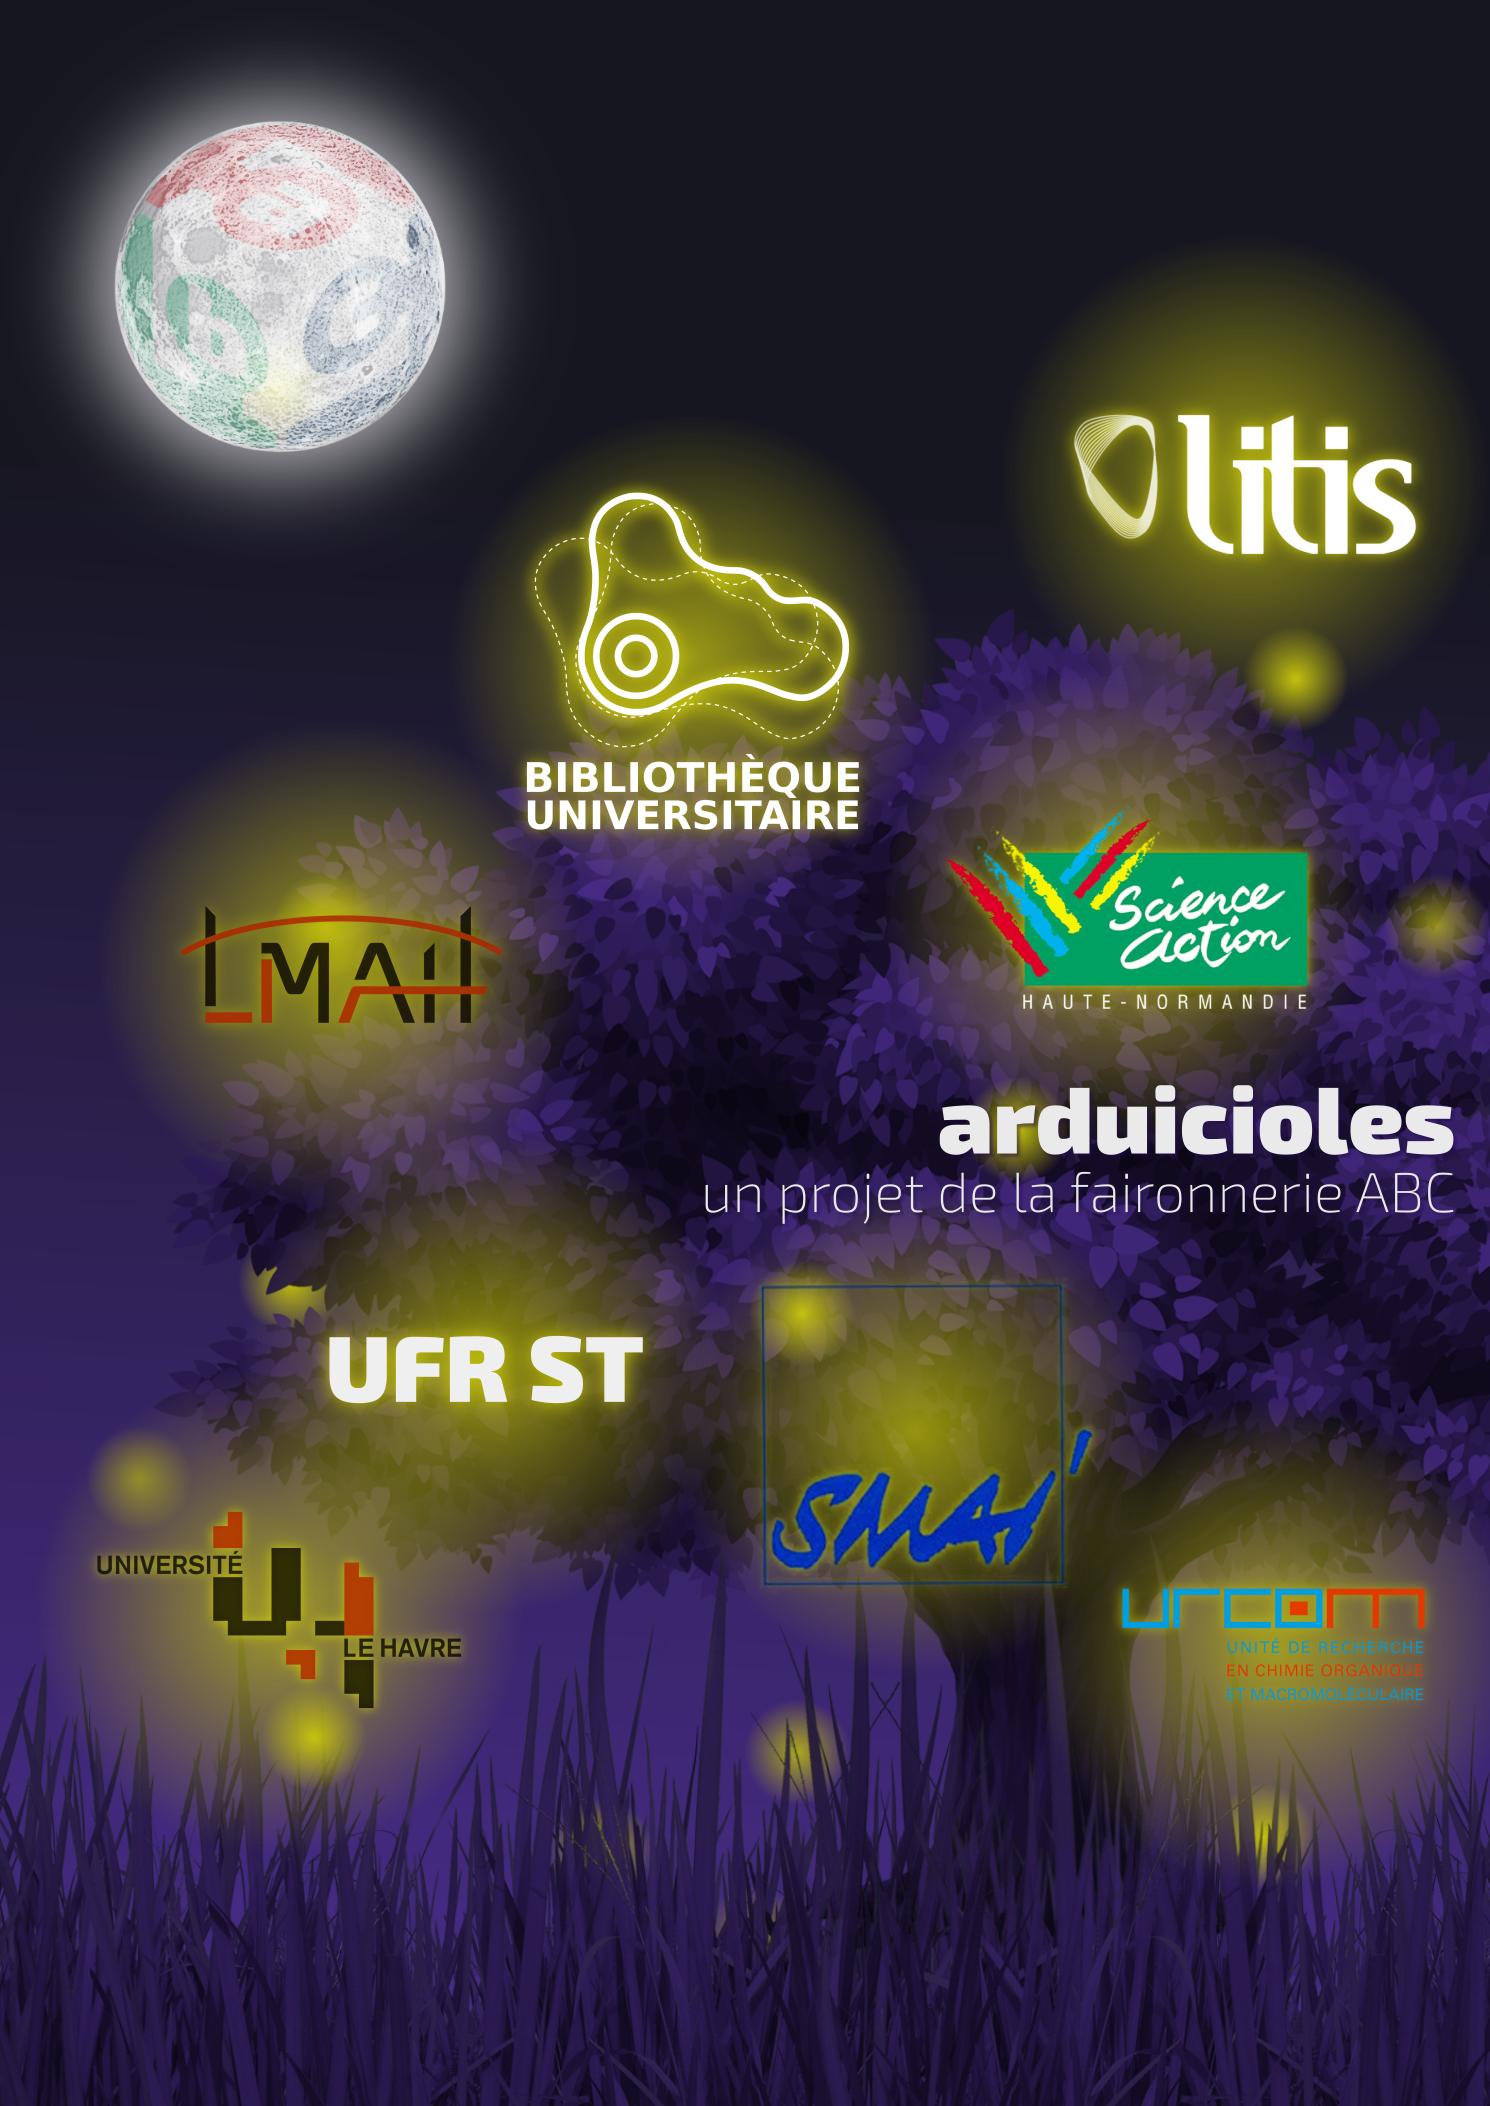 litis
BIBLIOTHÈQUE
UNIVERSITAIRE
LMAH
Science
Action
HAUTE-NORMANDIE
arduicioles
un projet de la faironnerie ABC
UFR ST
SMAI
UNIVERSITÉ
LE HAVRE
urcom
UNITÉ DE RECHERCHE
EN CHIMIE ORGANIQUE
ET MACROMOLÉCULAIRE